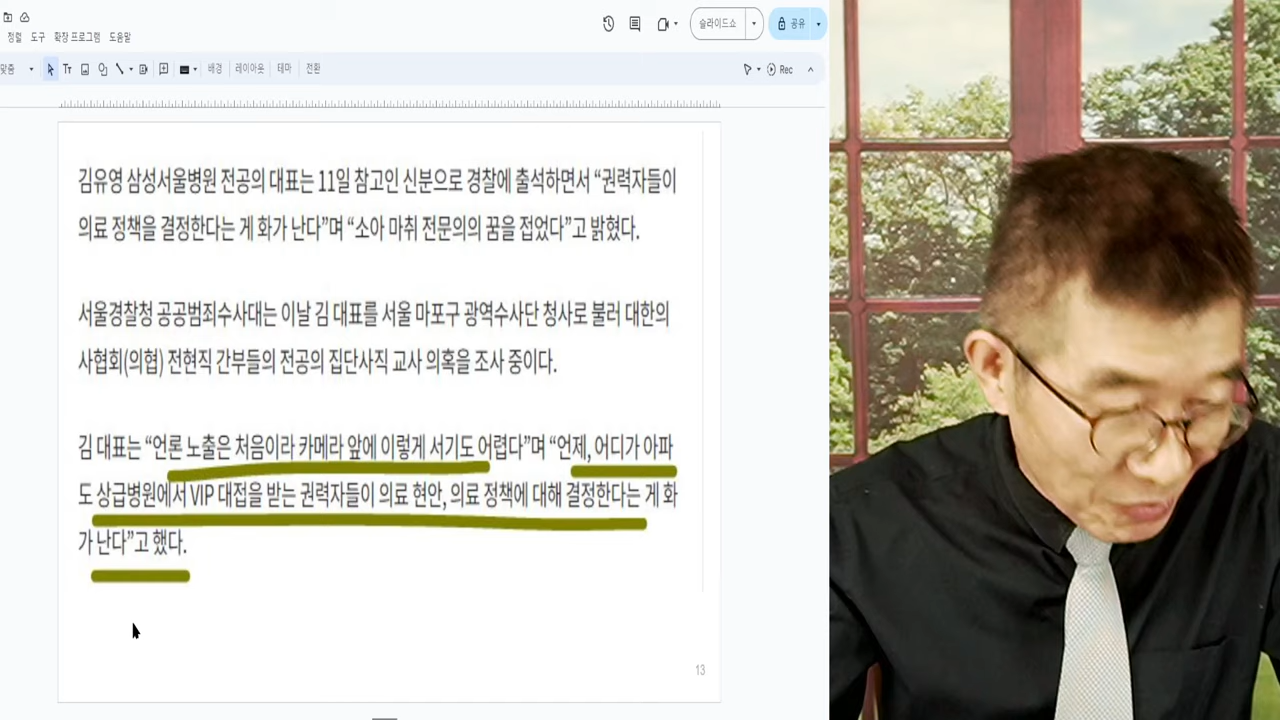 정렬 도구 확장 프로그램 도움말
슬라이드쇼
공유
맞춤
배경 레이아웃 테마 전환
Rec
김유영 삼성서울병원 전공의 대표는 11일 참고인 신분으로 경찰에 출석하면서 “권력자들이
의료 정책을 결정한다는 게 화가 난다”며 “소아 마취 전문의의 꿈을 접었다”고 밝혔다.
서울경찰청 공공범죄수사대는 이날 김 대표를 서울 마포구 광역수사단 청사로 불러 대한의
사협회(의협) 전현직 간부들의 전공의 집단사직 교사 의혹을 조사 중이다.
김 대표는 “언론 노출은 처음이라 카메라 앞에 이렇게 서기도 어렵다”며 “언제, 어디가 아파
도 상급병원에서 VIP 대접을 받는 권력자들이 의료 현안, 의료 정책에 대해 결정한다는 게 화
가 난다”고 했다.
13